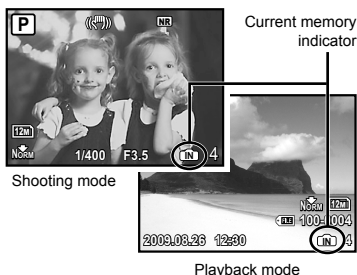 P
NR
Current memory
indicator
12M
NORM
1/400 F3.5 IN 4
Shooting mode
NORM 12M
FILE 100-0004
2009.08.26 12:30 IN 4
Playback mode